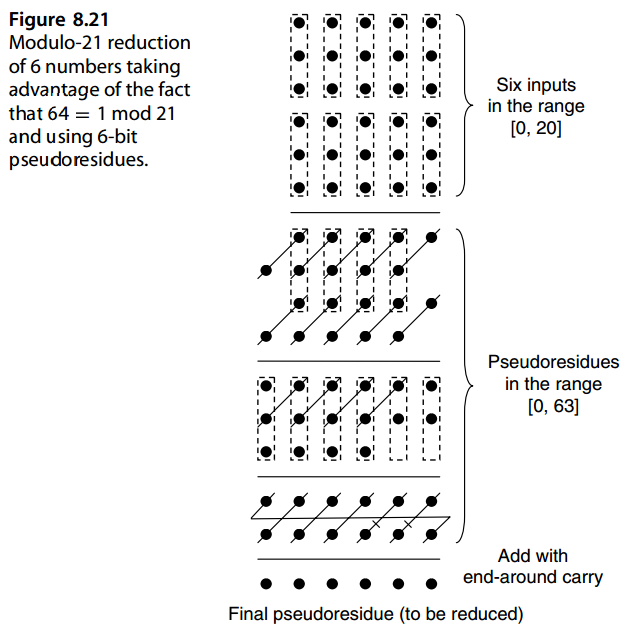 Figure 8.21
Modulo-21 reduction
of 6 numbers taking
advantage of the fact
that 64 = 1 mod 21
and using 6-bit
pseudoresidues.
Six inputs
in the range
[0, 20]
Pseudoresidues
in the range
[0, 63]
Add with
end-around carry
Final pseudoresidue (to be reduced)